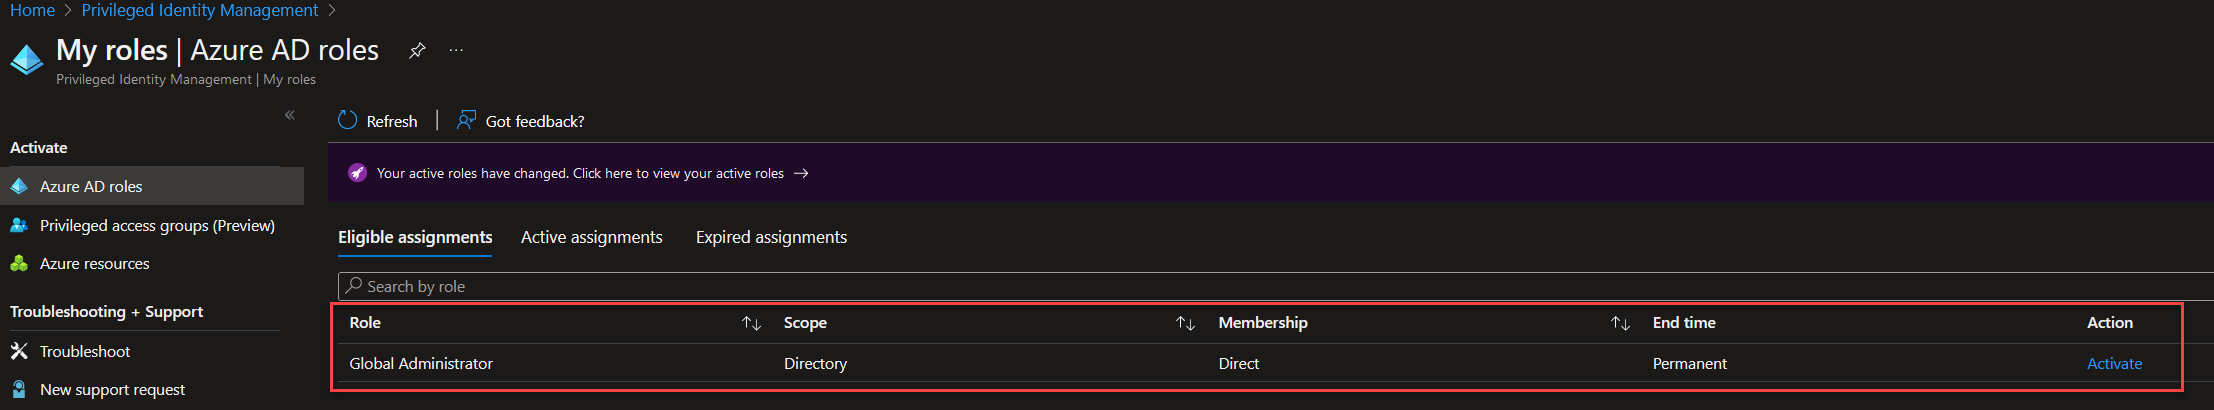 Home > Privileged Identity Management >
My roles | Azure AD roles ...
Privileged Identity Management | My roles
«
Refresh | Got feedback?
Activate
Your active roles have changed. Click here to view your active roles →
Azure AD roles
Privileged access groups (Preview)
Azure resources
Eligible assignments Active assignments Expired assignments
Search by role
Troubleshooting + Support
Troubleshoot
New support request
Role ↑↓ Scope ↑↓ Membership ↑↓ End time Action
Global Administrator Directory Direct Permanent Activate